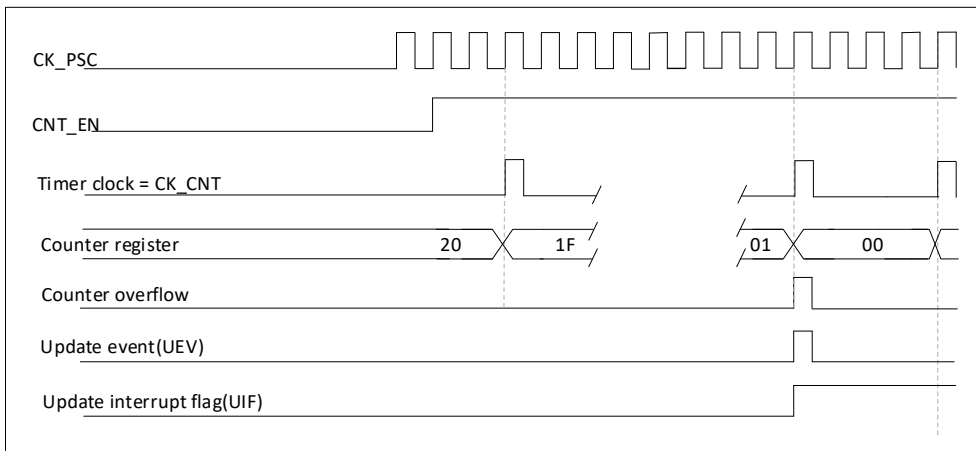 CK_PSC
CNT_EN
Timer clock = CK_CNT
Counter register 20 1F 01 00
Counter overflow
Update event(UEV)
Update interrupt flag(UIF)